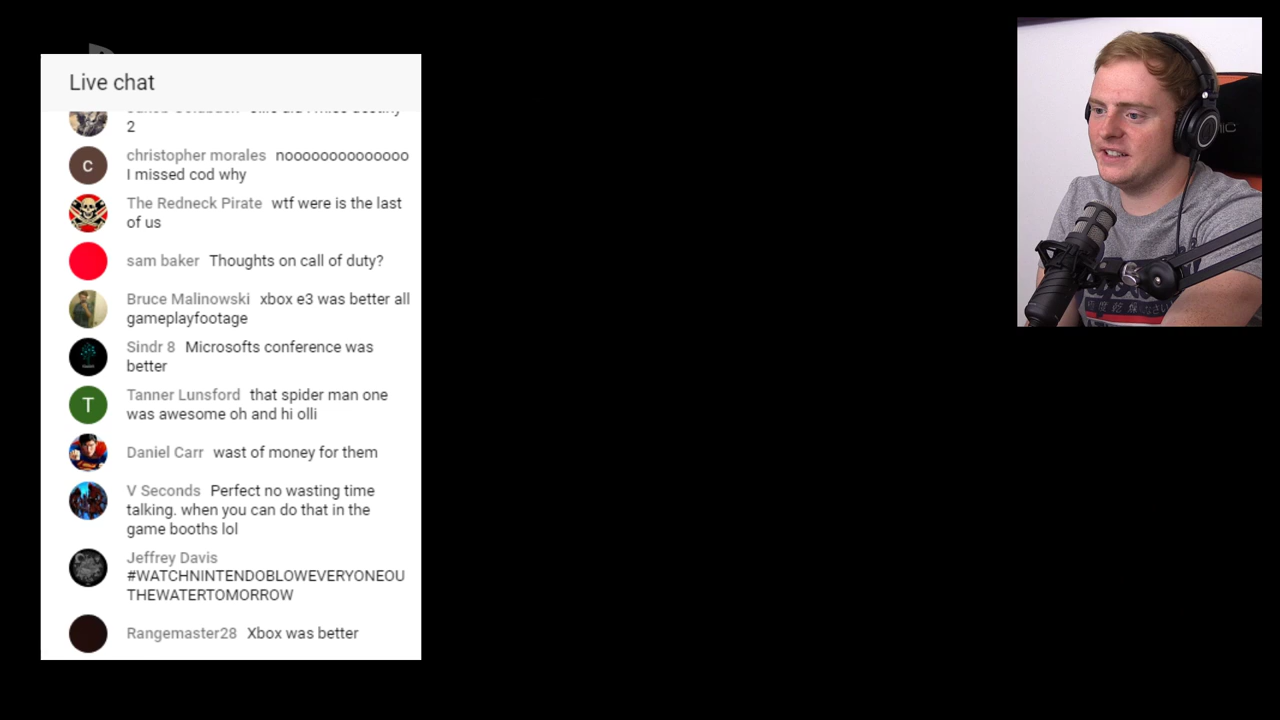 Live chat
2
christopher morales nooooooooooooooo
I missed cod why
The Redneck Pirate wtf were is the last
of us
sam baker Thoughts on call of duty?
Bruce Malinowski xbox e3 was better all
gameplayfootage
Sindr 8 Microsofts conference was
better
Tanner Lunsford that spider man one
was awesome oh and hi olli
Daniel Carr wast of money for them
V Seconds Perfect no wasting time
talking. when you can do that in the
game booths lol
Jeffrey Davis
#WATCHNINTENDOBLOWEVERYONEOU
THEWATERTOMORROW
Rangemaster28 Xbox was better
C
T